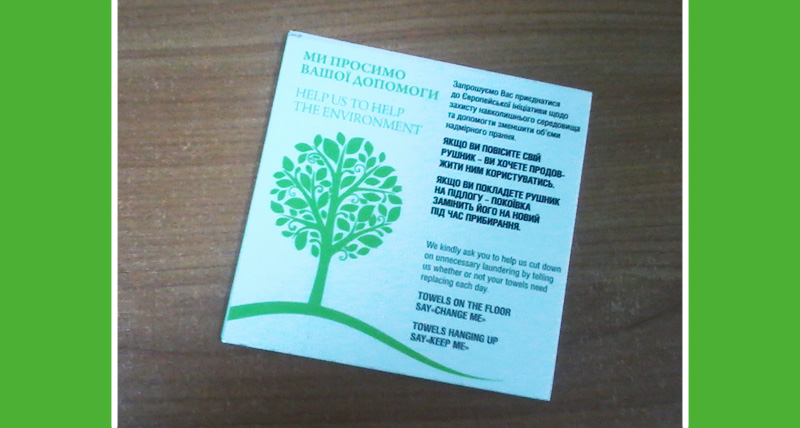 МИ ПРОСИМО
ВАШОЇ ДОПОМОГИ
HELP US TO HELP
THE ENVIRONMENT
Запрошуємо Вас приєднатися
до Європейської ініціативи щодо
захисту навколишнього середовища
та допомогти зменшити об'єми
надмірного прання.
ЯКЩО ВИ ПОВІСИТЕ СВІЙ
РУШНИК – ВИ ХОЧЕТЕ ПРОДОВ-
ЖИТИ НИМ КОРИСТУВАТИСЬ.
ЯКЩО ВИ ПОКЛАДЕТЕ РУШНИК
НА ПІДЛОГУ – ПОКОЇВКА
ЗАМІНИТЬ ЙОГО НА НОВИЙ
ПІД ЧАС ПРИБИРАННЯ.
We kindly ask you to help us cut down
on unnecessary laundering by telling
us whether or not your towels need
replacing each day.
TOWELS ON THE FLOOR
SAY«CHANGE ME»
TOWELS HANGING UP
SAY«KEEP ME»